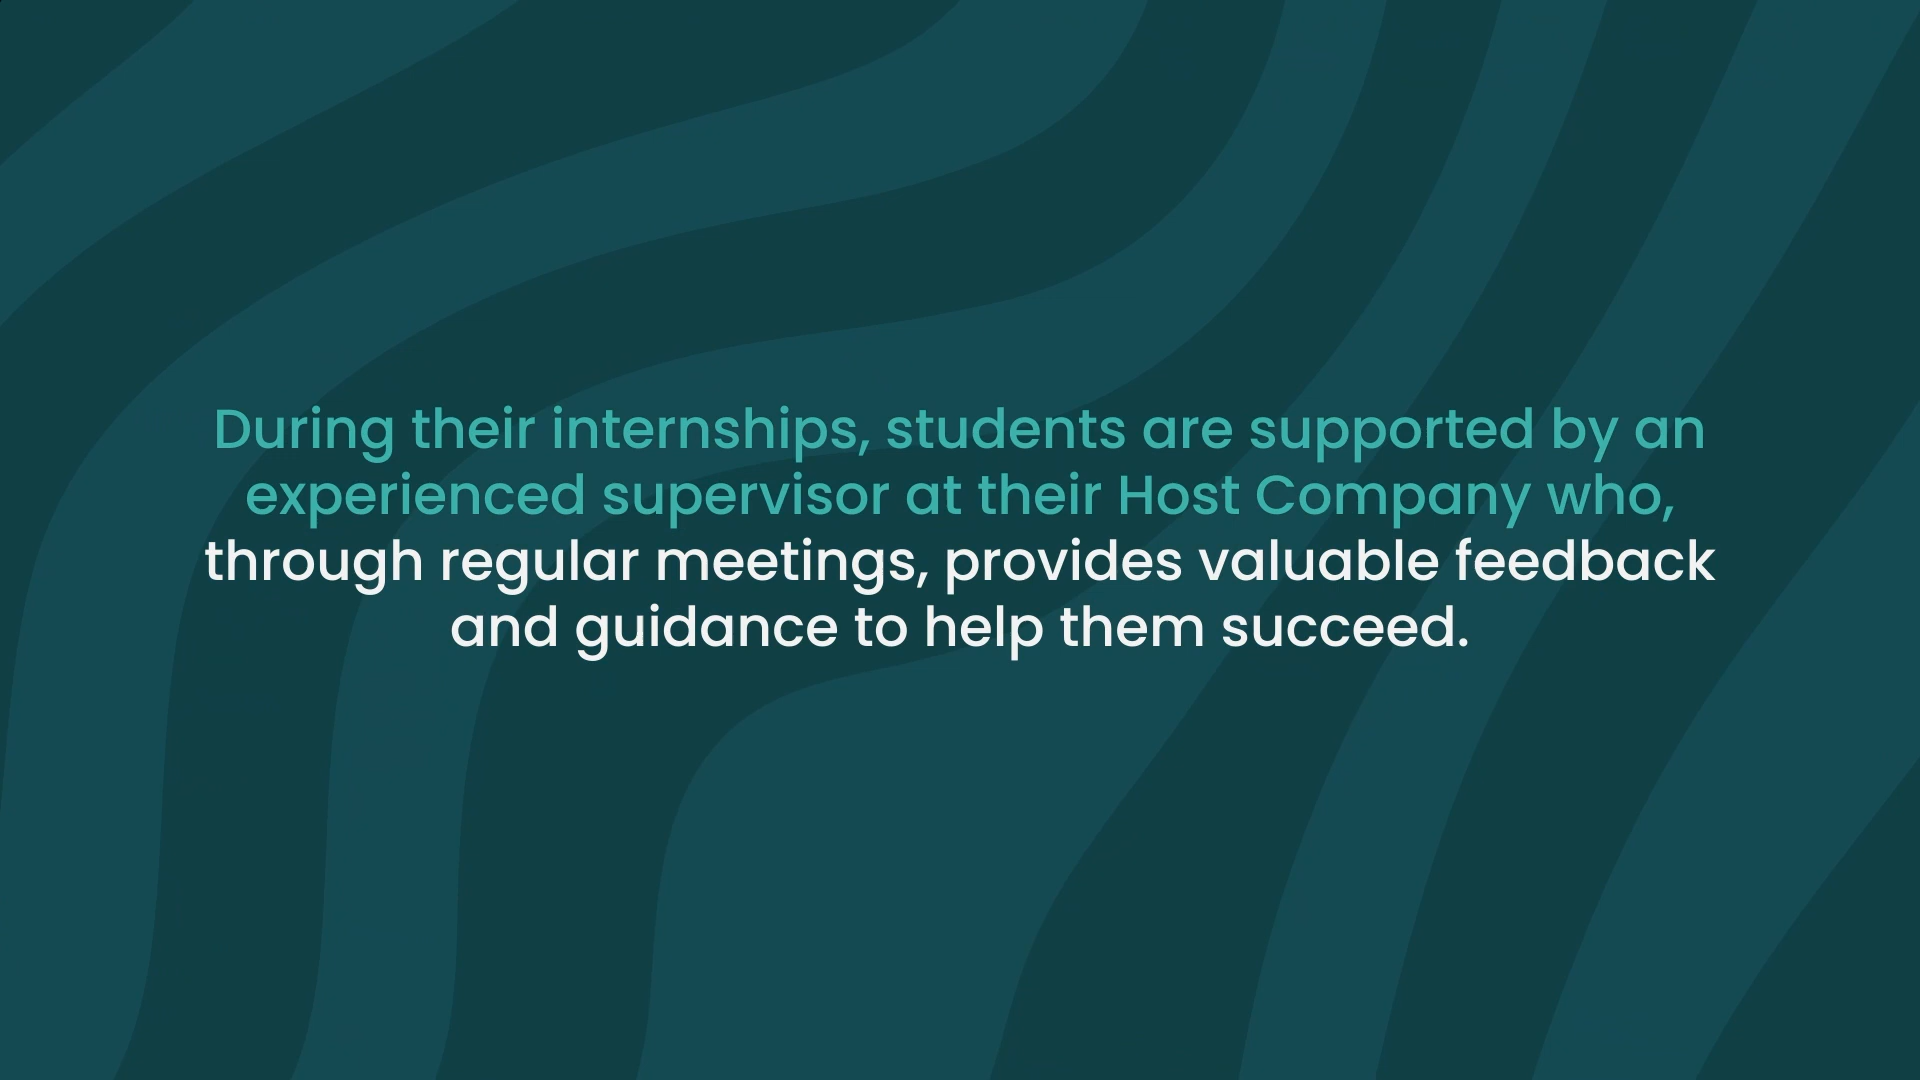 During their internships, students are supported by an
experienced supervisor at their Host Company who,
through regular meetings, provides valuable feedback
and guidance to help them succeed.